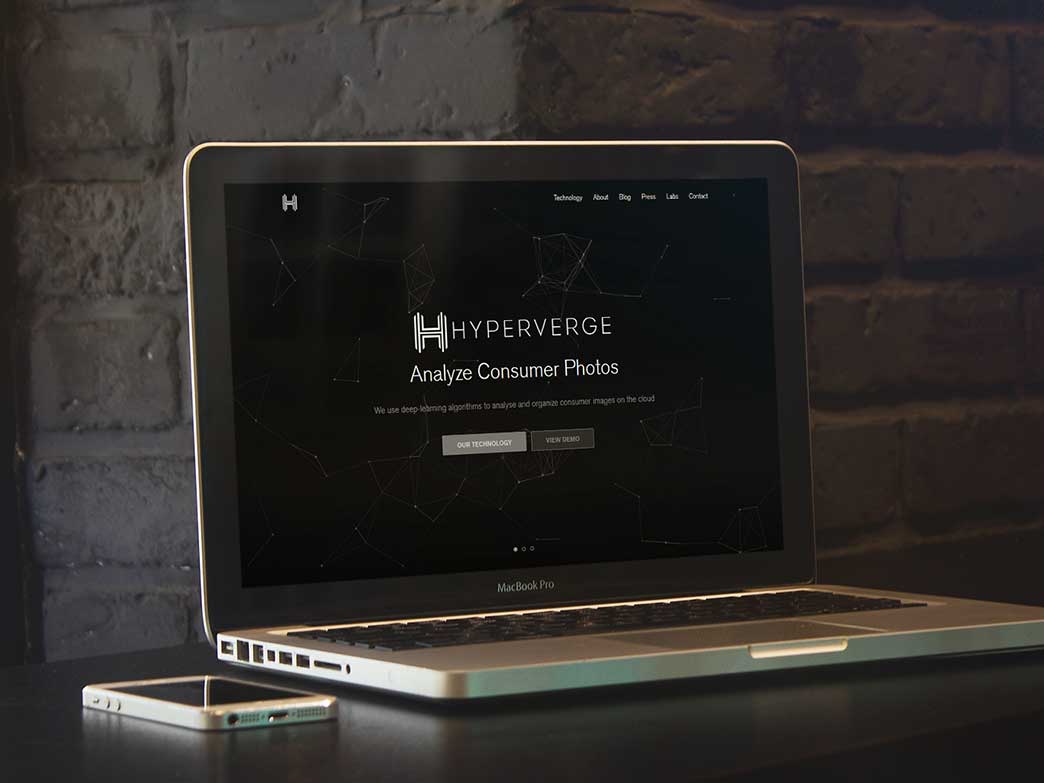 Technology About Blog Press Labs Contact
HYPERVERGE
Analyze Consumer Photos
We use deep-learning algorithms to analyse and organize consumer images on the cloud
OUR TECHNOLOGY VIEW DEMO
MacBook Pro